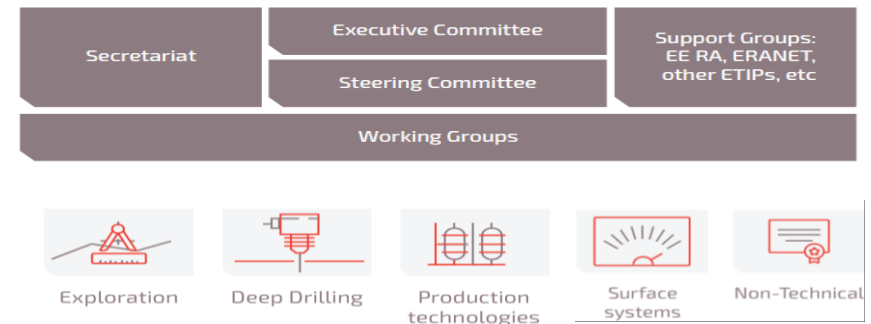 Secretariat
Executive Committee
Steering Committee
Support Groups:
EE RA, ERANET,
other ETIPs, etc
Working Groups
Exploration
Deep Drilling
Production
technologies
Surface
systems
Non-Technical